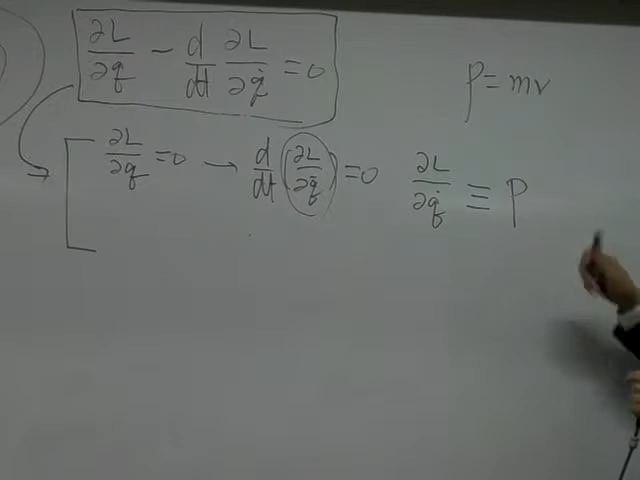 ∂L/∂q − d/dt ∂L/∂q̇ = 0
p = mv
∂L/∂q = 0 → d/dt (∂L/∂q̇) = 0 ∂L/∂q̇ ≡ p